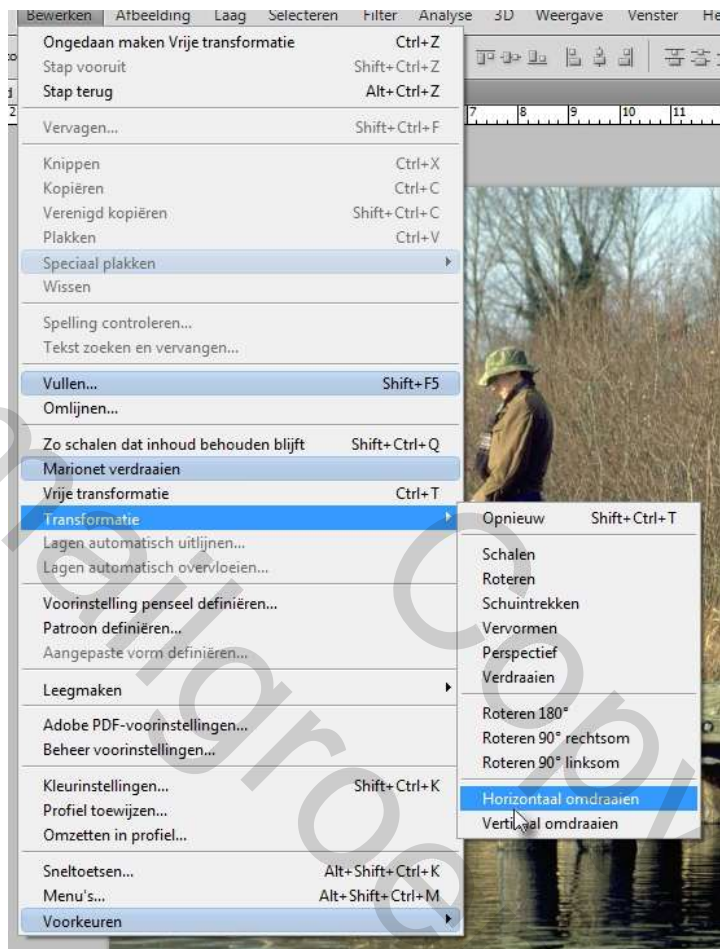 Bewerken Afbeelding Laag Selecteren Filter Analyse 3D Weergave Venster He
Ongedaan maken Vrije transformatie Ctrl+Z
Stap vooruit Shift+Ctrl+Z
Stap terug Alt+Ctrl+Z
7 8 9 10 11
Vervagen... Shift+Ctrl+F
Knippen Ctrl+X
Kopiëren Ctrl+C
Verenigd kopiëren Shift+Ctrl+C
Plakken Ctrl+V
Speciaal plakken
Wissen
Spelling controleren...
Tekst zoeken en vervangen...
Vullen... Shift+F5
Omlijnen...
Zo schalen dat inhoud behouden blijft Shift+Ctrl+Q
Marionet verdraaien
Vrije transformatie Ctrl+T
Transformatie
Lagen automatisch uitlijnen...
Lagen automatisch overvloeien...
Voorinstelling penseel definiëren...
Patroon definiëren...
Aangepaste vorm definiëren...
Leegmaken
Adobe PDF-voorinstellingen...
Beheer voorinstellingen...
Kleurinstellingen... Shift+Ctrl+K
Profiel toewijzen...
Omzetten in profiel...
Sneltoetsen... Alt+Shift+Ctrl+K
Menu's... Alt+Shift+Ctrl+M
Voorkeuren
Opnieuw Shift+Ctrl+T
Schalen
Roteren
Schuintrekken
Vervormen
Perspectief
Verdraaien
Roteren 180°
Roteren 90° rechtsom
Roteren 90° linksom
Horizontaal omdraaien
Verticaal omdraaien